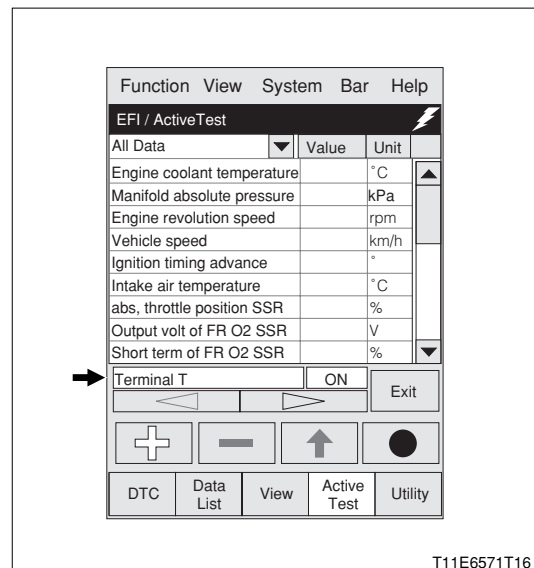 Function View System Bar Help
EFI / ActiveTest
All Data Value Unit
Engine coolant temperature °C
Manifold absolute pressure kPa
Engine revolution speed rpm
Vehicle speed km/h
Ignition timing advance °
Intake air temperature °C
abs, throttle position SSR %
Output volt of FR O2 SSR V
Short term of FR O2 SSR %
Terminal T ON
Exit
DTC Data List View Active Test Utility
T11E6571T16